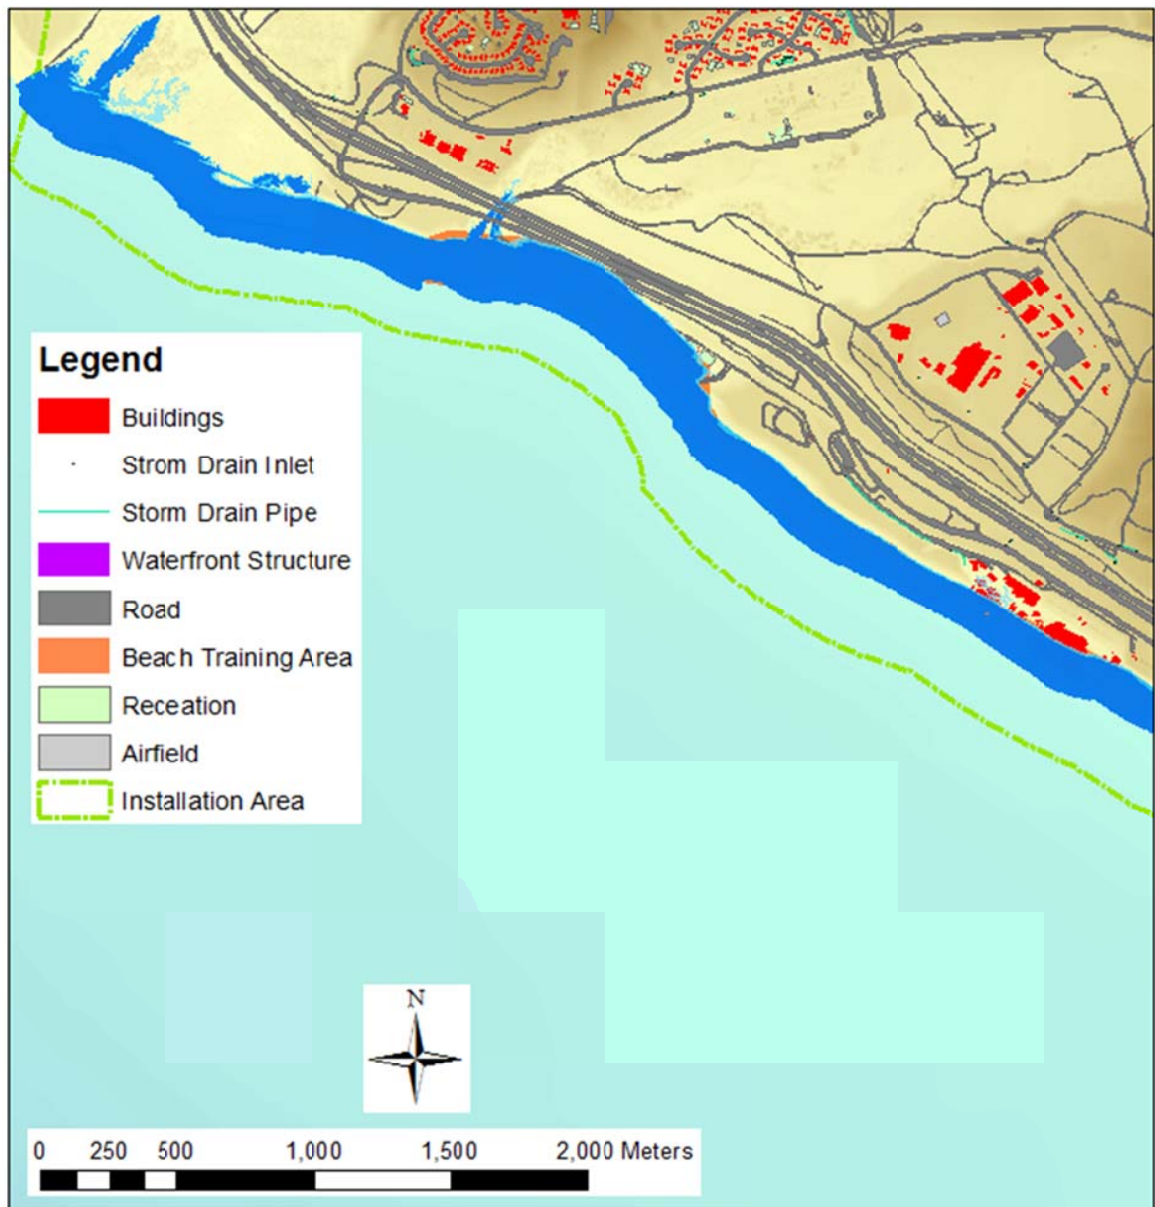 Legend
Buildings
Strom Drain Inlet
Storm Drain Pipe
Waterfront Structure
Road
Beach Training Area
Receation
Airfield
Installation Area
N
0 250 500 1,000 1,500 2,000 Meters